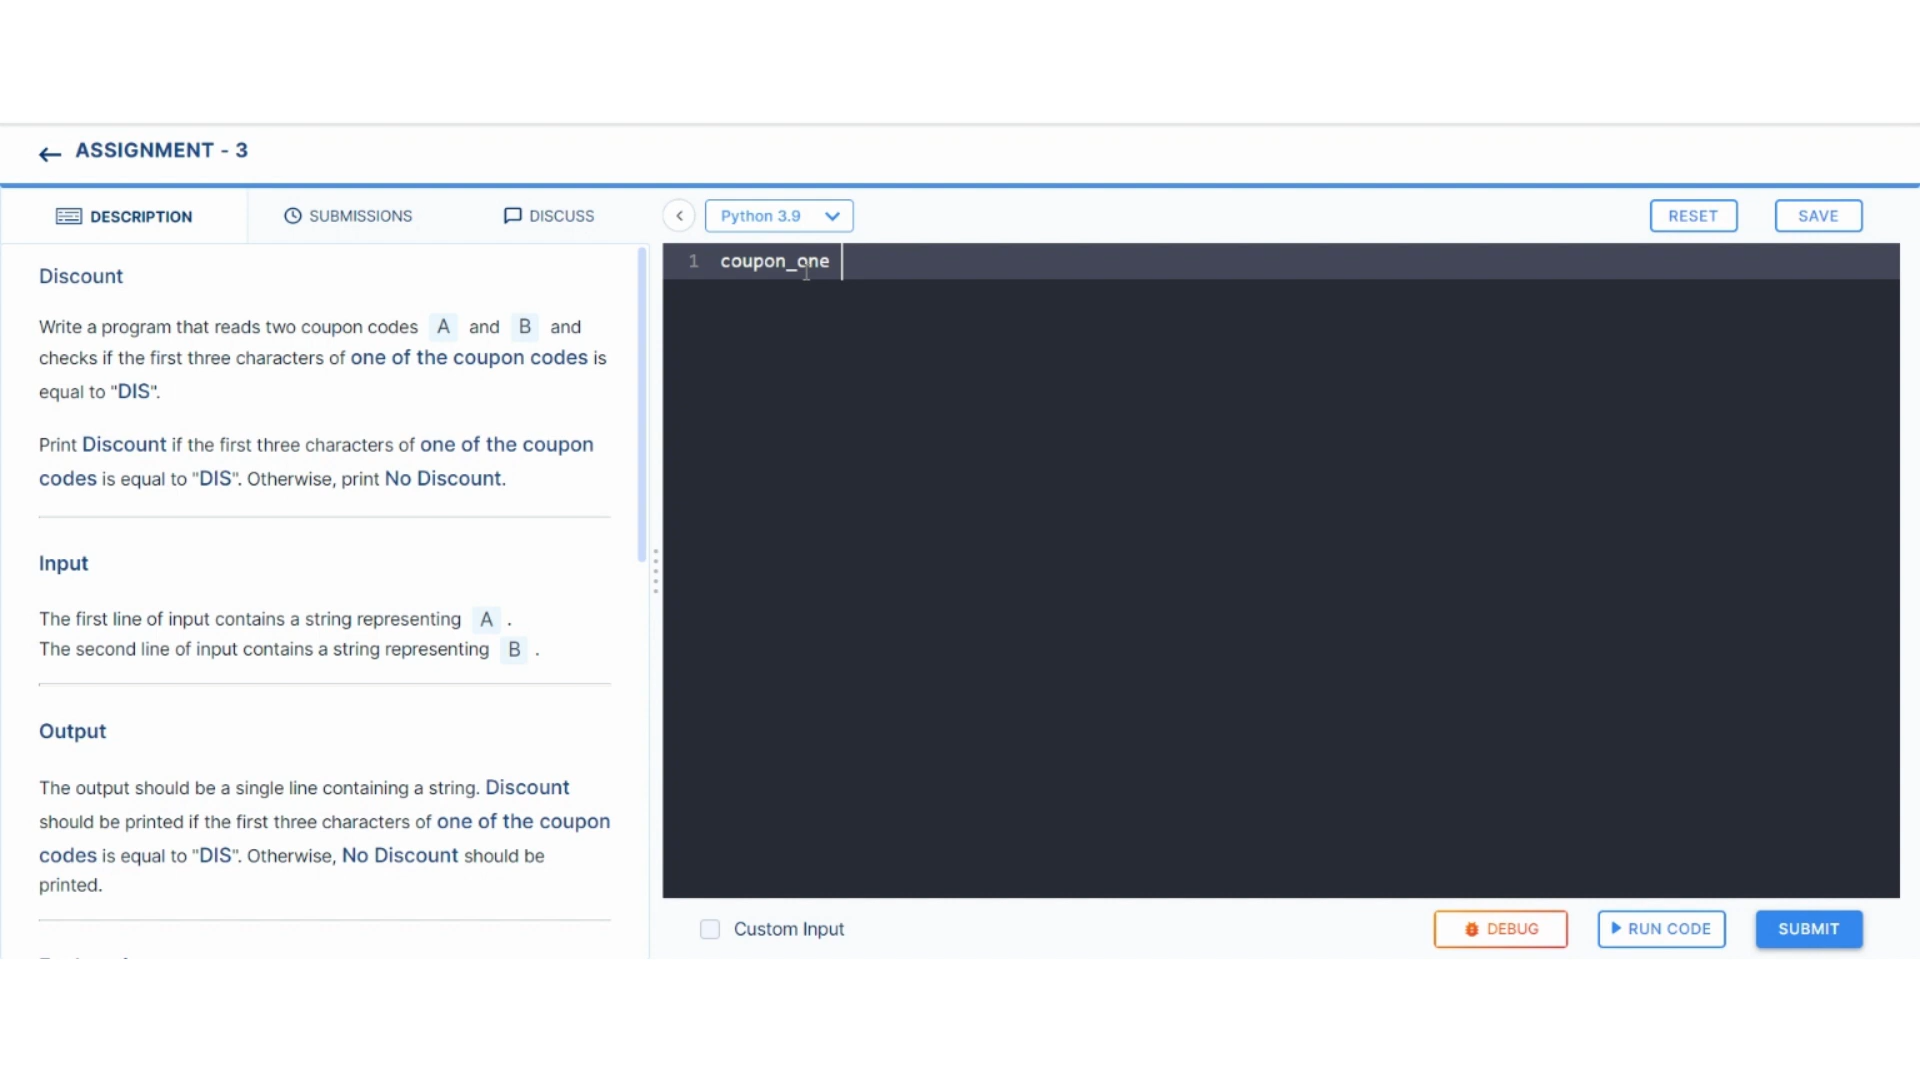 ASSIGNMENT - 3
DESCRIPTION
SUBMISSIONS
DISCUSS
Python 3.9
RESET
SAVE
Discount
Write a program that reads two coupon codes A and B and
checks if the first three characters of one of the coupon codes is
equal to "DIS".
Print Discount if the first three characters of one of the coupon
codes is equal to "DIS". Otherwise, print No Discount.
Input
The first line of input contains a string representing A .
The second line of input contains a string representing B .
Output
The output should be a single line containing a string. Discount
should be printed if the first three characters of one of the coupon
codes is equal to "DIS". Otherwise, No Discount should be
printed.
1 coupon_one
Custom Input
DEBUG
RUN CODE
SUBMIT